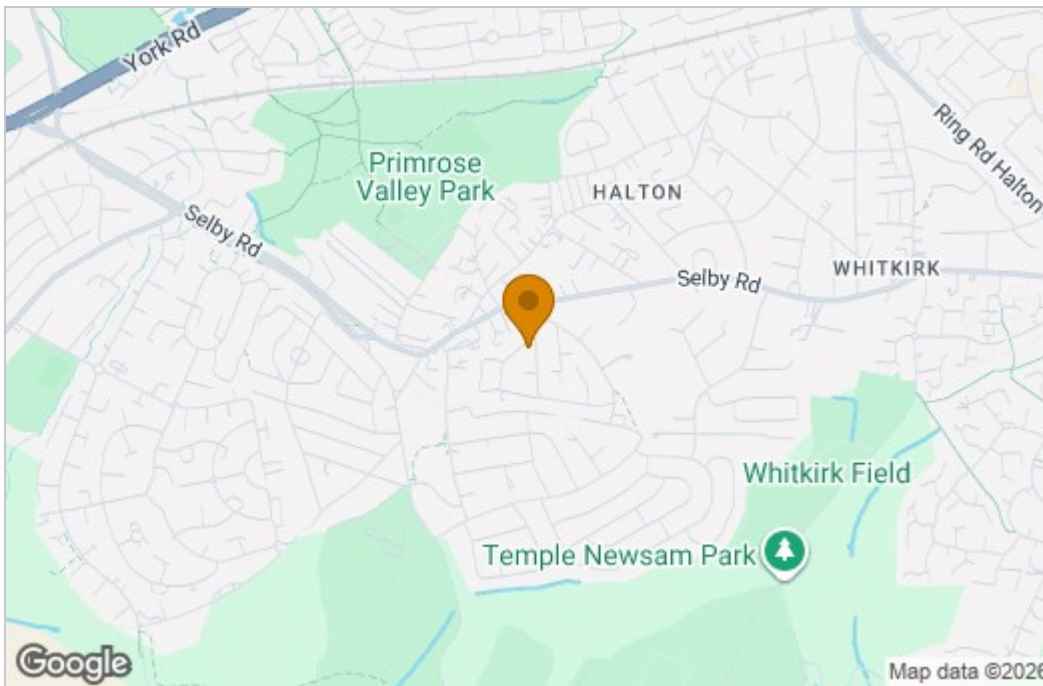 York Rd
Ring Rd Halton
Primrose
Valley Park
HALTON
Selby Rd
WHITKIRK
Selby Rd
Whitkirk Field
Temple Newsam Park
Google
Map data ©2026